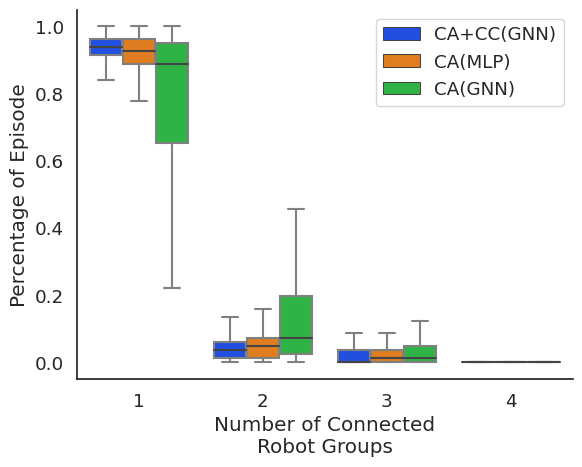 1.0
0.8
0.6
0.4
0.2
0.0
Percentage of Episode
CA+CC(GNN)
CA(MLP)
CA(GNN)
1 2 3 4
Number of Connected
Robot Groups